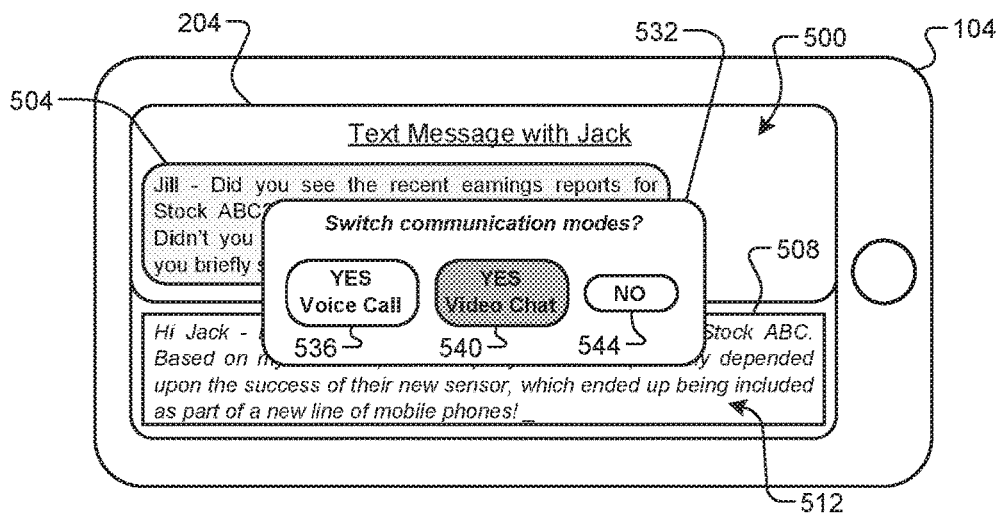 204
532
500
104
504
Text Message with Jack
Jill - Did you see the recent earnings reports for
Stock ABC?
Didn't you
you briefly
Switch communication modes?
YES
Voice Call
YES
Video Chat
NO
536
540
544
508
Hi Jack - Stock ABC.
Based on depended
upon the success of their new sensor, which ended up being included
as part of a new line of mobile phones! _
512